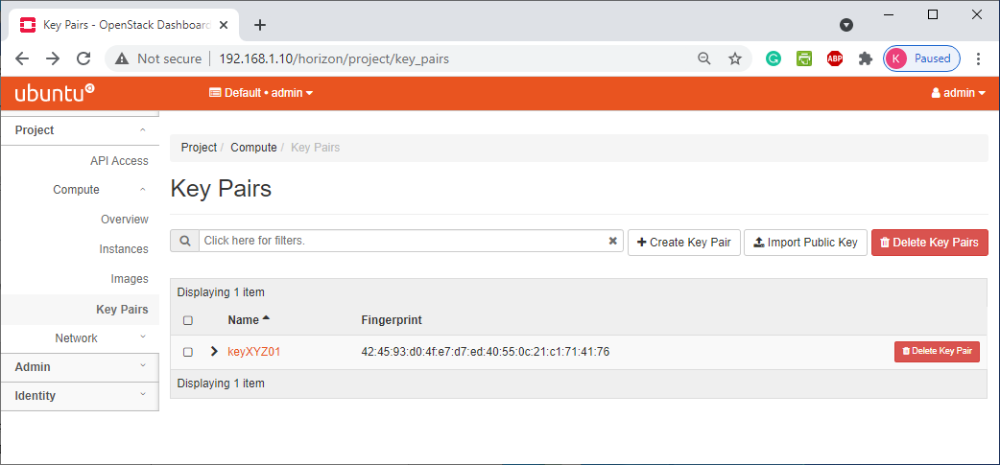 Key Pairs - OpenStack Dashboard
Not secure
192.168.1.10/horizon/project/key_pairs
ABP
K
Paused
ubuntu
Default • admin
admin
Project
API Access
Compute
Overview
Instances
Images
Key Pairs
Network
Admin
Identity
Project / Compute / Key Pairs
Key Pairs
Click here for filters.
Create Key Pair
Import Public Key
Delete Key Pairs
Displaying 1 item
Name
Fingerprint
keyXYZ01
42:45:93:d0:4f:e7:d7:ed:40:55:0c:21:c1:71:41:76
Delete Key Pair
Displaying 1 item